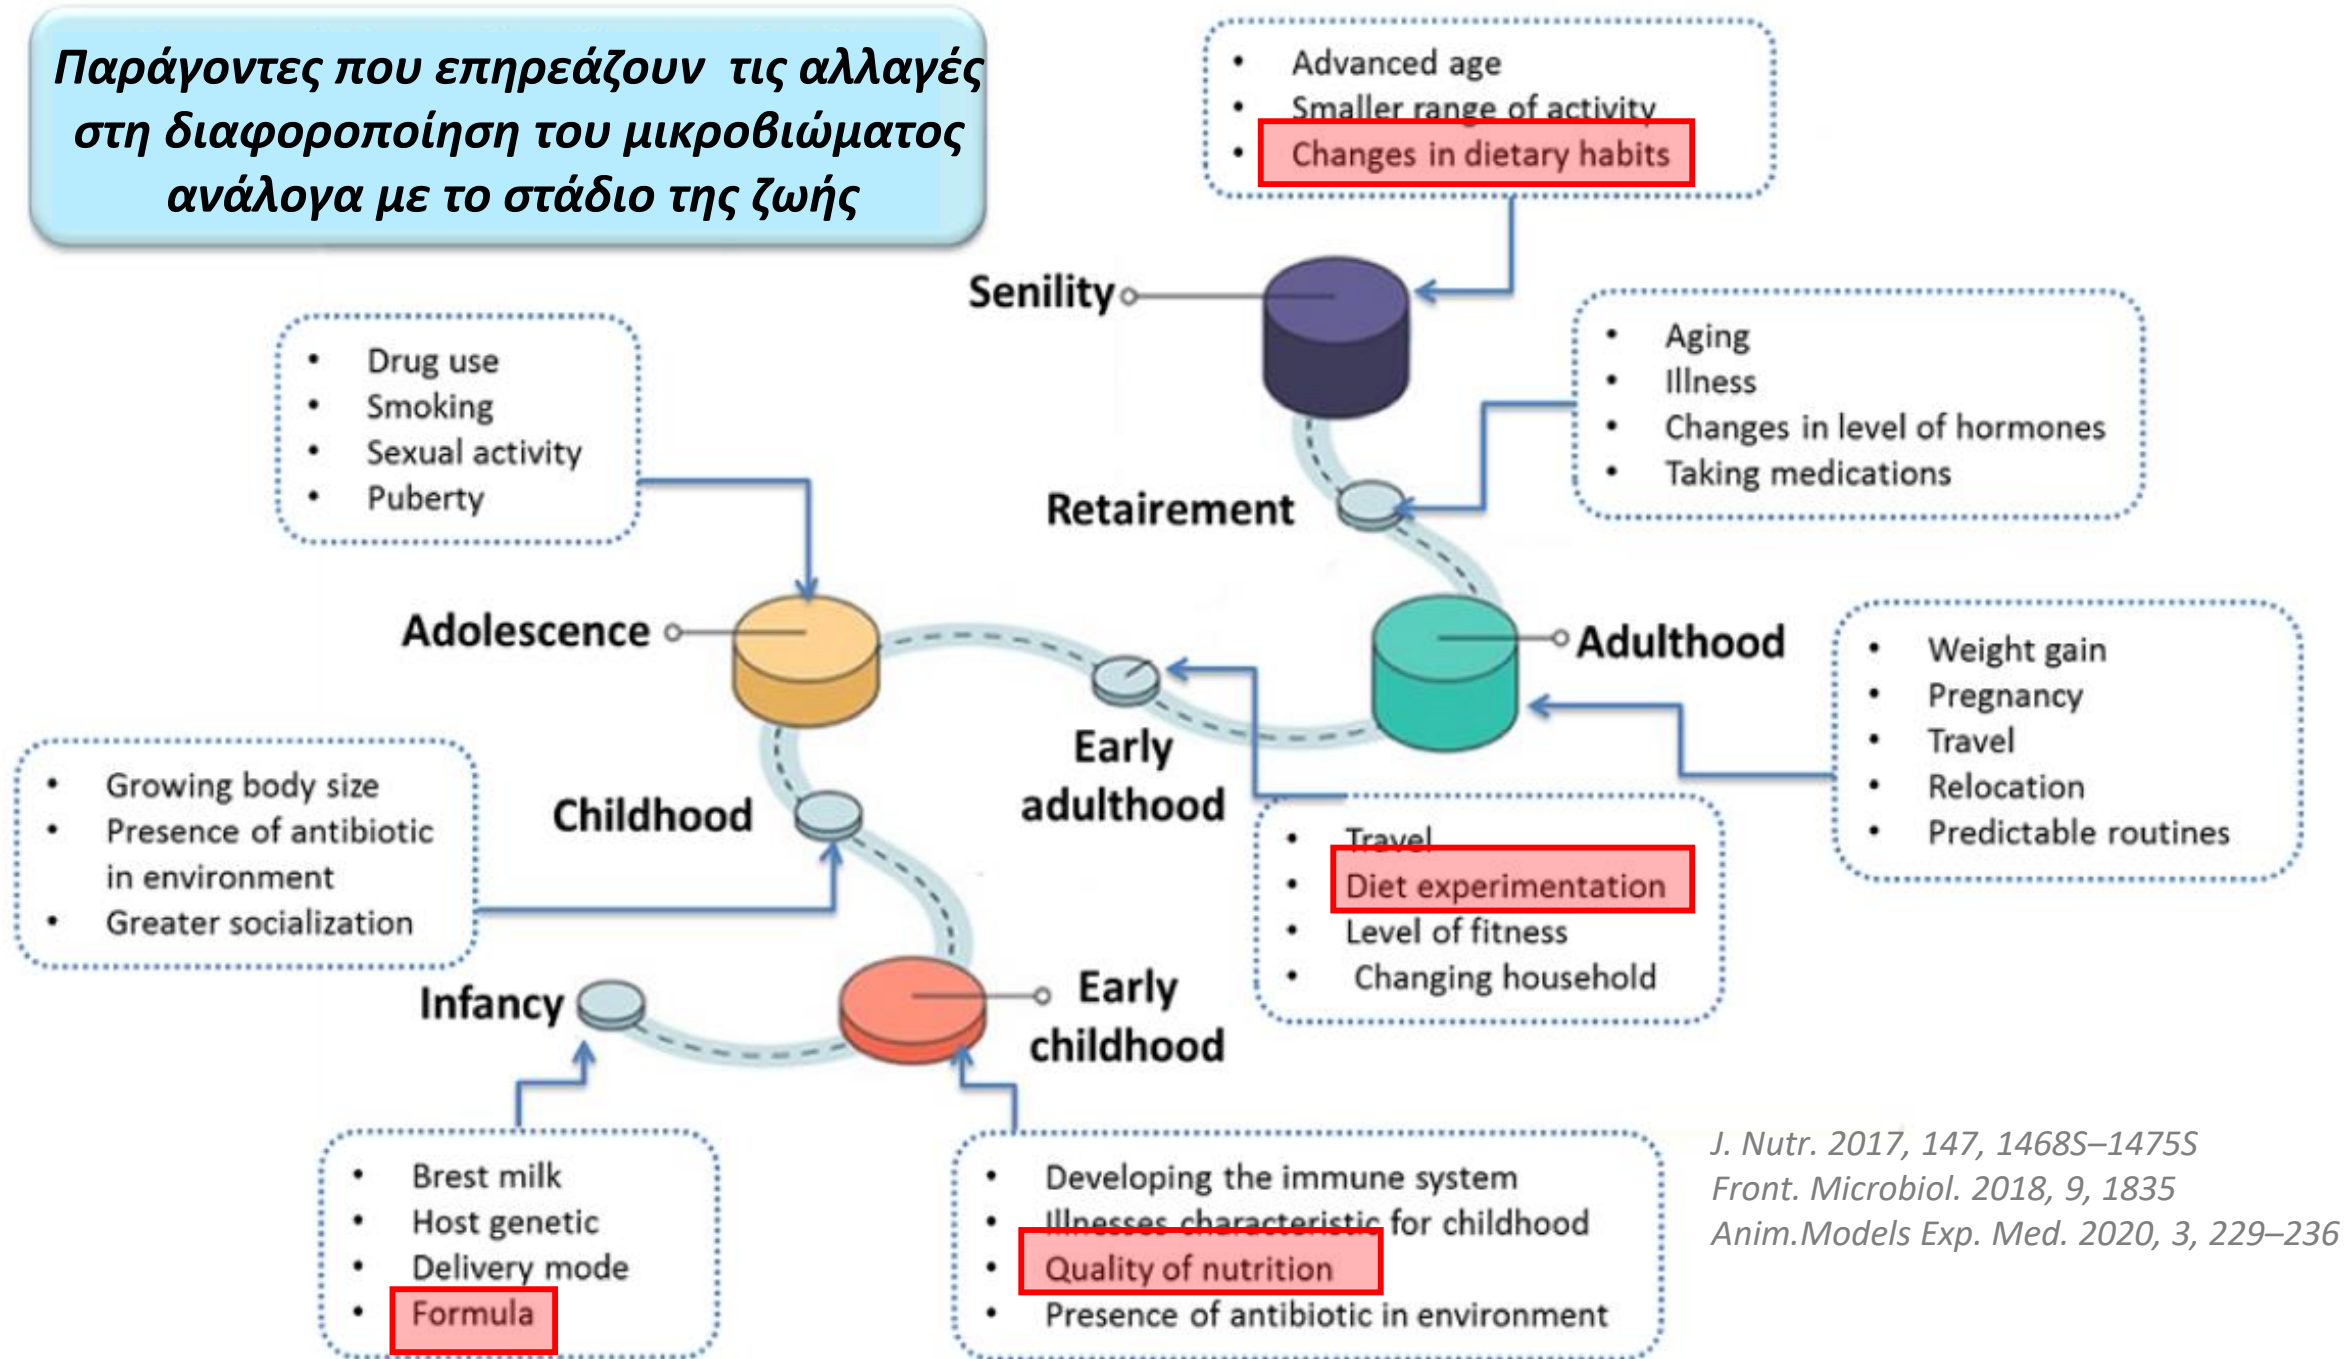 Παράγοντες που επηρεάζουν τις αλλαγές
στη διαφοροποίηση του μικροβιώματος
ανάλογα με το στάδιο της ζωής
• Advanced age
• Smaller range of activity
• Changes in dietary habits
Senility
• Aging
• Illness
• Changes in level of hormones
• Taking medications
Retairement
• Drug use
• Smoking
• Sexual activity
• Puberty
Adolescence
Adulthood
• Weight gain
• Pregnancy
• Travel
• Relocation
• Predictable routines
Early
adulthood
• Travel
• Diet experimentation
• Level of fitness
• Changing household
Childhood
• Growing body size
• Presence of antibiotic
in environment
• Greater socialization
Infancy
Early
childhood
• Brest milk
• Host genetic
• Delivery mode
• Formula
• Developing the immune system
• Illnesses characteristic for childhood
• Quality of nutrition
• Presence of antibiotic in environment
J. Nutr. 2017, 147, 1468S–1475S
Front. Microbiol. 2018, 9, 1835
Anim.Models Exp. Med. 2020, 3, 229–236